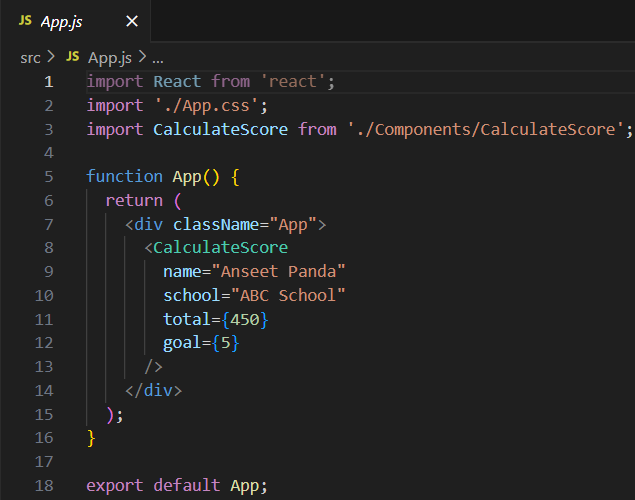 JS App.js ×
src > JS App.js > ...
1 import React from 'react';
2 import './App.css';
3 import CalculateScore from './Components/CalculateScore';
4
5 function App() {
6   return (
7     <div className="App">
8       <CalculateScore
9         name="Anseet Panda"
10         school="ABC School"
11         total={450}
12         goal={5}
13       />
14     </div>
15   );
16 }
17
18 export default App;